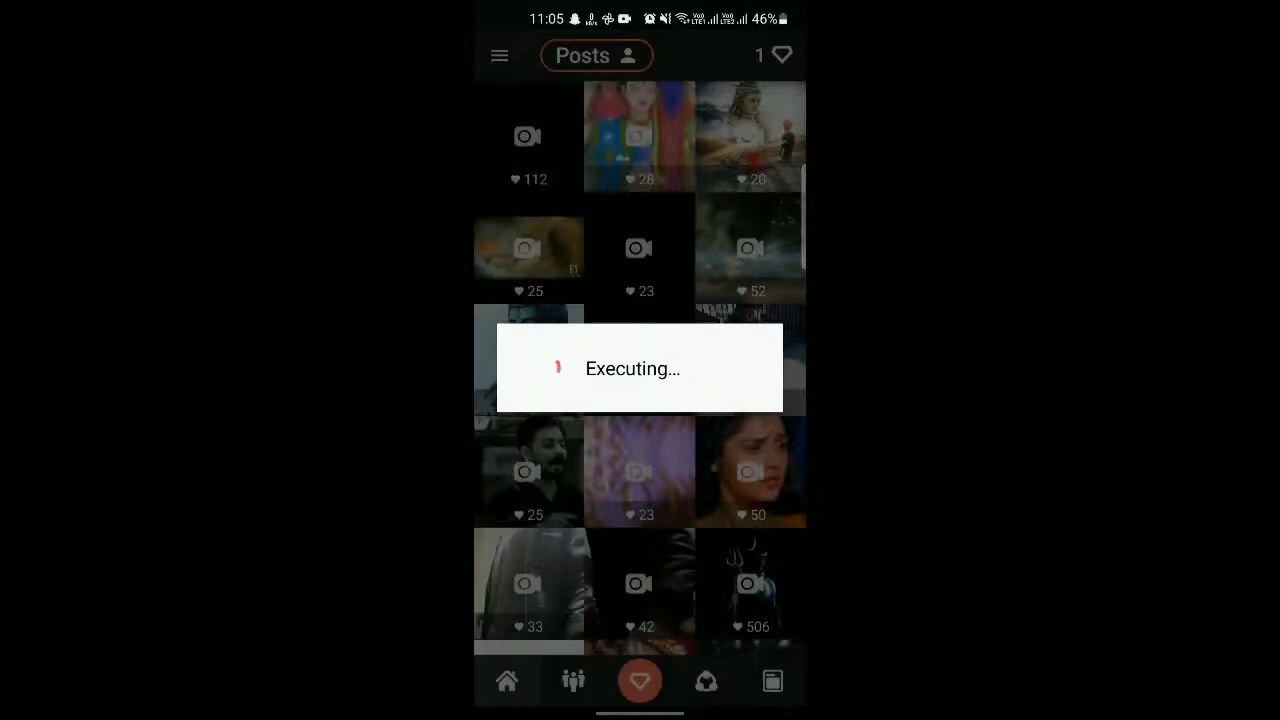 11:05 46%
Posts 1
112 28 20
25 23 52
Executing...
25 23 50
33 42 506